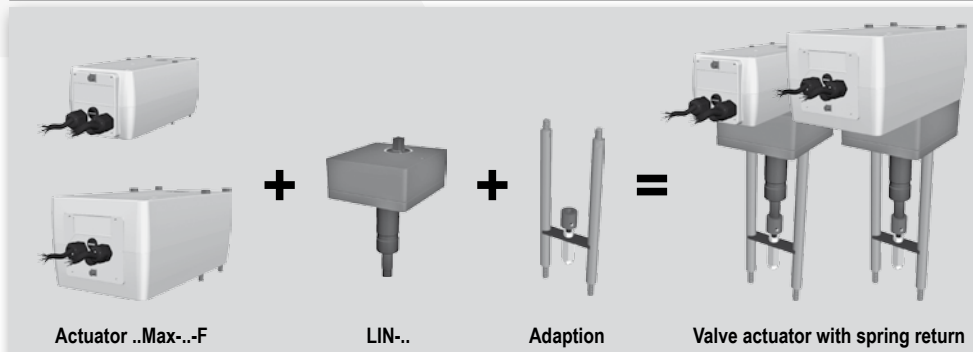 + + =
Actuator ..Max-..-F LIN-.. Adaption Valve actuator with spring return